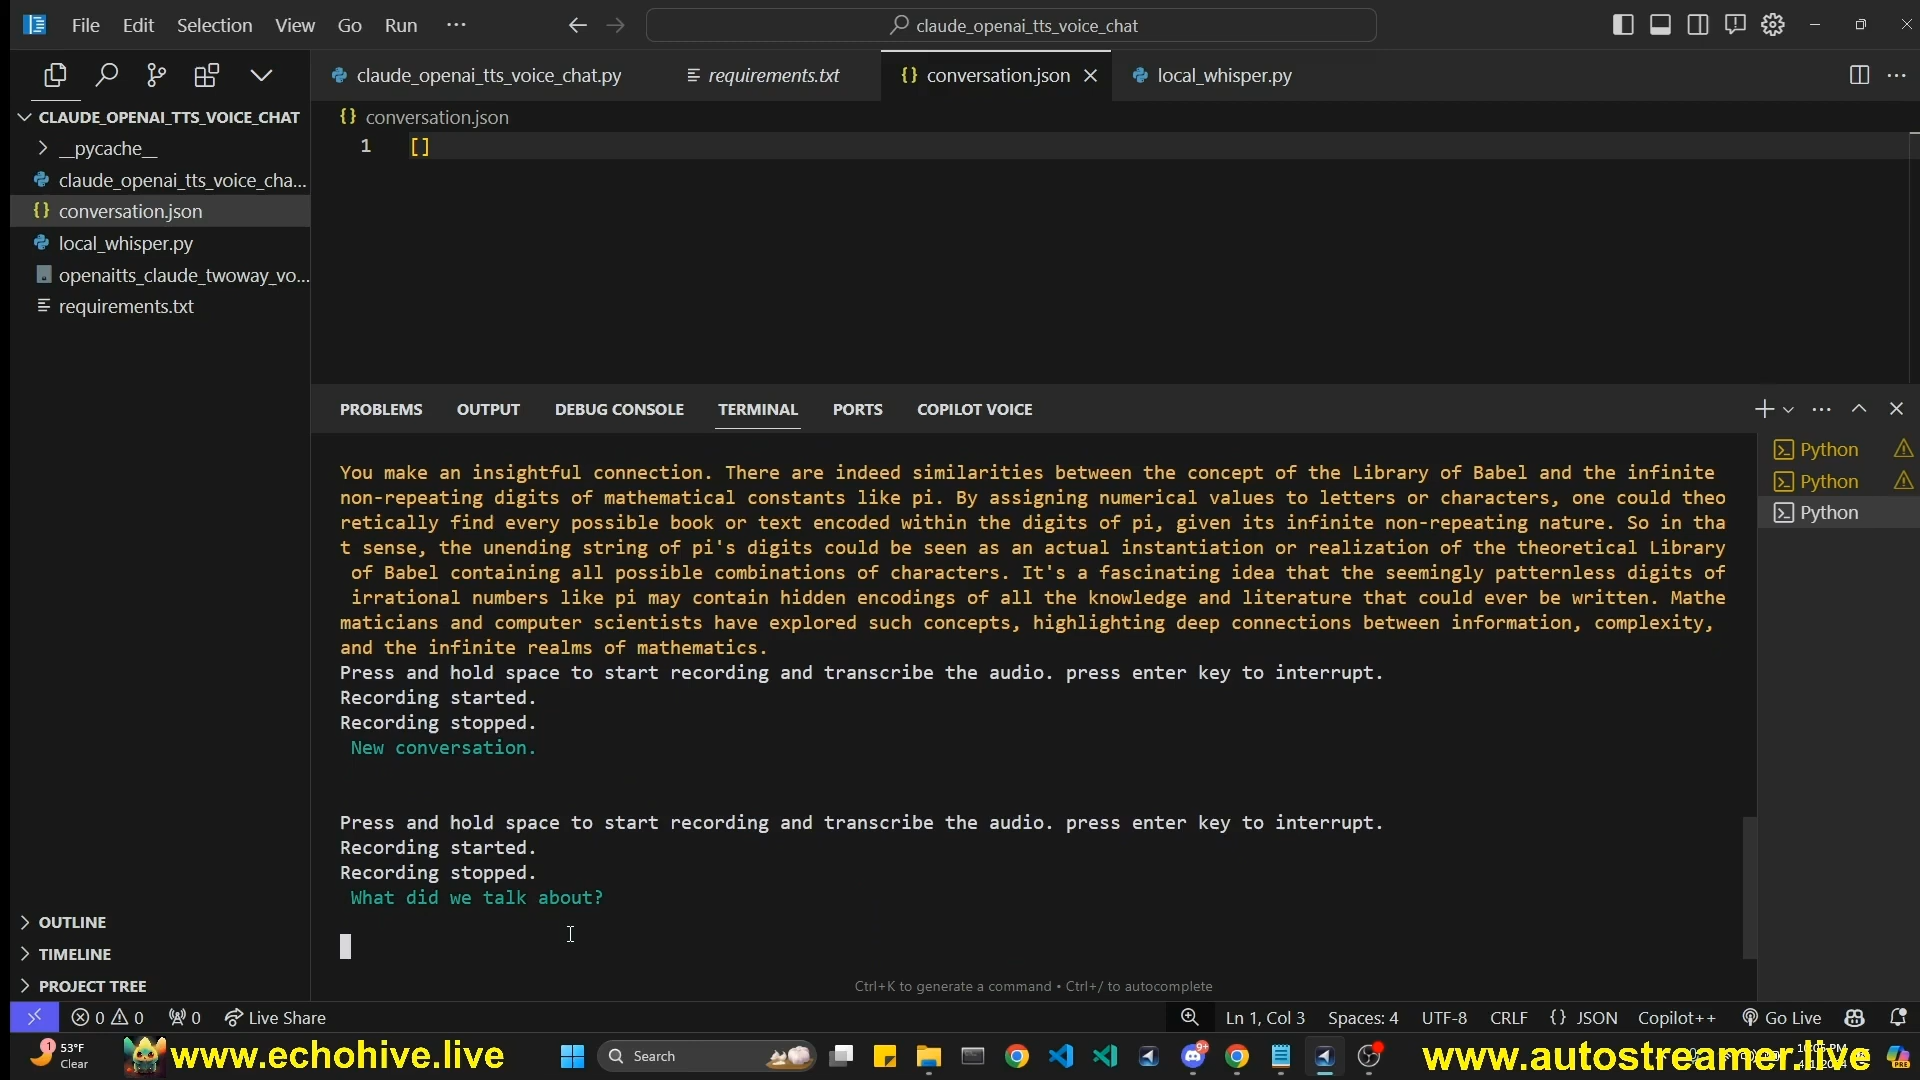 File Edit Selection View Go Run ···
claude_openai_tts_voice_chat
claude_openai_tts_voice_chat.py
requirements.txt
{} conversation.json
local_whisper.py
CLAUDE_OPENAI_TTS_VOICE_CHAT
__pycache__
claude_openai_tts_voice_cha...
{} conversation.json
local_whisper.py
openaitts_claude_twoway_vo...
requirements.txt
OUTLINE
TIMELINE
PROJECT TREE
{} conversation.json
1 []
PROBLEMS OUTPUT DEBUG CONSOLE TERMINAL PORTS COPILOT VOICE
You make an insightful connection. There are indeed similarities between the concept of the Library of Babel and the infinite
non-repeating digits of mathematical constants like pi. By assigning numerical values to letters or characters, one could theo
retically find every possible book or text encoded within the digits of pi, given its infinite non-repeating nature. So in tha
t sense, the unending string of pi's digits could be seen as an actual instantiation or realization of the theoretical Library
of Babel containing all possible combinations of characters. It's a fascinating idea that the seemingly patternless digits of
irrational numbers like pi may contain hidden encodings of all the knowledge and literature that could ever be written. Mathe
maticians and computer scientists have explored such concepts, highlighting deep connections between information, complexity,
and the infinite realms of mathematics.
Press and hold space to start recording and transcribe the audio. press enter key to interrupt.
Recording started.
Recording stopped.
New conversation.
Press and hold space to start recording and transcribe the audio. press enter key to interrupt.
Recording started.
Recording stopped.
What did we talk about?
Ctrl+K to generate a command • Ctrl+/ to autocomplete
Python
Python
Python
0 0 0 Live Share
Ln 1, Col 3 Spaces: 4 UTF-8 CRLF {} JSON Copilot++ Go Live
1
53°F
Clear
www.echohive.live
Search
9+
www.autostreamer.live
PRE